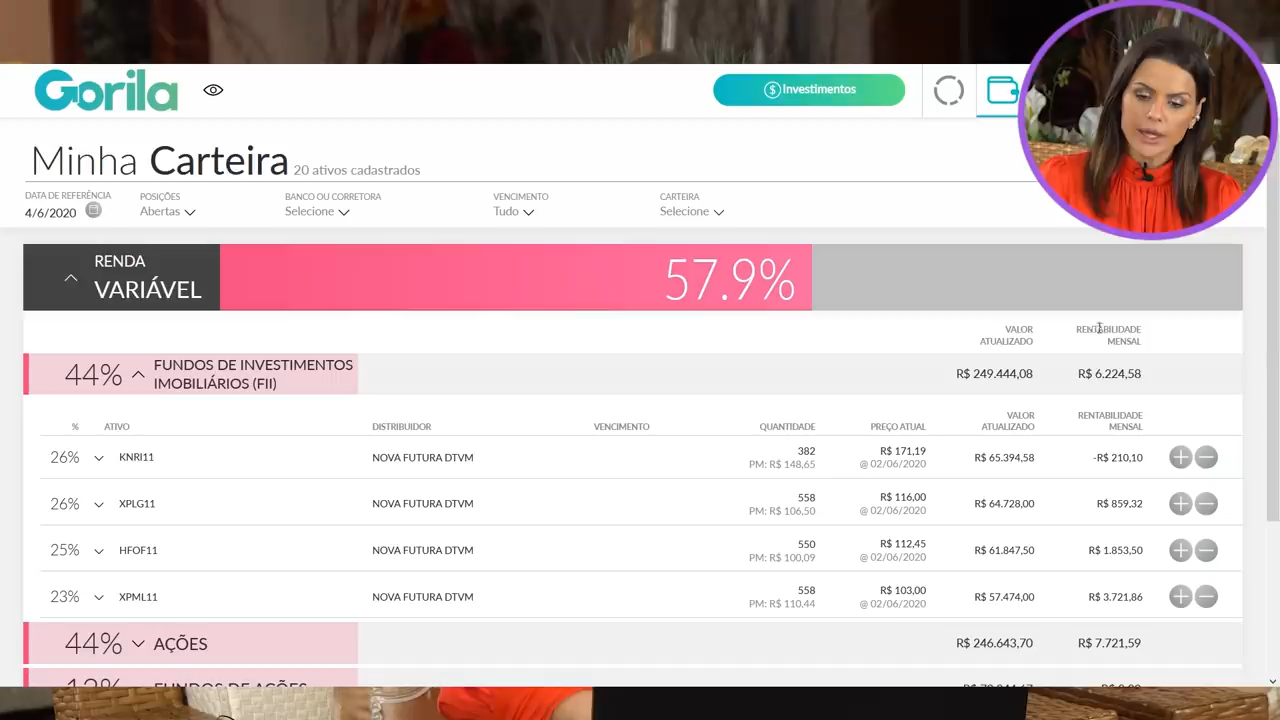 Gorila
Investimentos
Minha Carteira 20 ativos cadastrados
DATA DE REFERÊNCIA POSIÇÕES BANCO OU CORRETORA VENCIMENTO CARTEIRA
4/6/2020 Abertas Selecione Tudo Selecione
RENDA
VARIÁVEL
57.9%
VALOR ATUALIZADO RENTABILIDADE MENSAL
44% FUNDOS DE INVESTIMENTOS IMOBILIÁRIOS (FII) R$ 249.444,08 R$ 6.224,58
% ATIVO DISTRIBUIDOR VENCIMENTO QUANTIDADE PREÇO ATUAL VALOR ATUALIZADO RENTABILIDADE MENSAL
26% KNRI11 NOVA FUTURA DTVM 382 R$ 171,19 R$ 65.394,58 -R$ 210,10
PM: R$ 148,65 @ 02/06/2020
26% XPLG11 NOVA FUTURA DTVM 558 R$ 116,00 R$ 64.728,00 R$ 859,32
PM: R$ 106,50 @ 02/06/2020
25% HFOF11 NOVA FUTURA DTVM 550 R$ 112,45 R$ 61.847,50 R$ 1.853,50
PM: R$ 100,09 @ 02/06/2020
23% XPML11 NOVA FUTURA DTVM 558 R$ 103,00 R$ 57.474,00 R$ 3.721,86
PM: R$ 110,44 @ 02/06/2020
44% AÇÕES R$ 246.643,70 R$ 7.721,59
FUNDOS DE AÇÕES